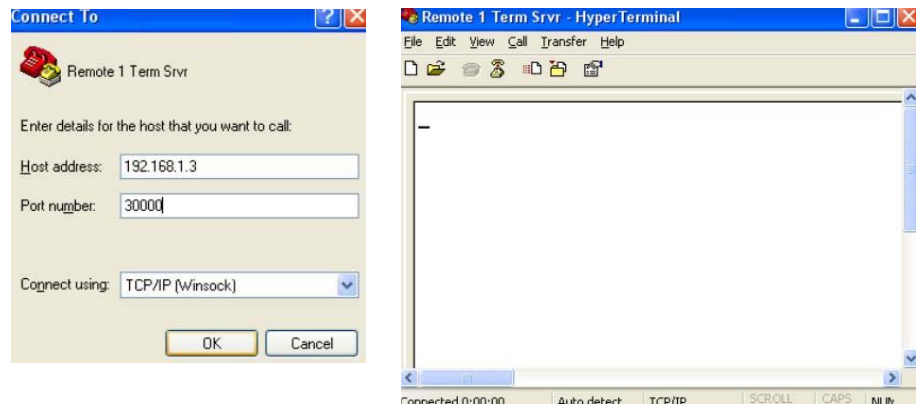 Connect To
Remote 1 Term Srvr
Enter details for the host that you want to call:
Host address: 192.168.1.3
Port number: 30000
Connect using: TCP/IP (Winsock)
OK Cancel
Remote 1 Term Srvr - HyperTerminal
File Edit View Call Transfer Help
Connected 0:00:00 Auto detect TCP/IP SCROLL CAPS NUM